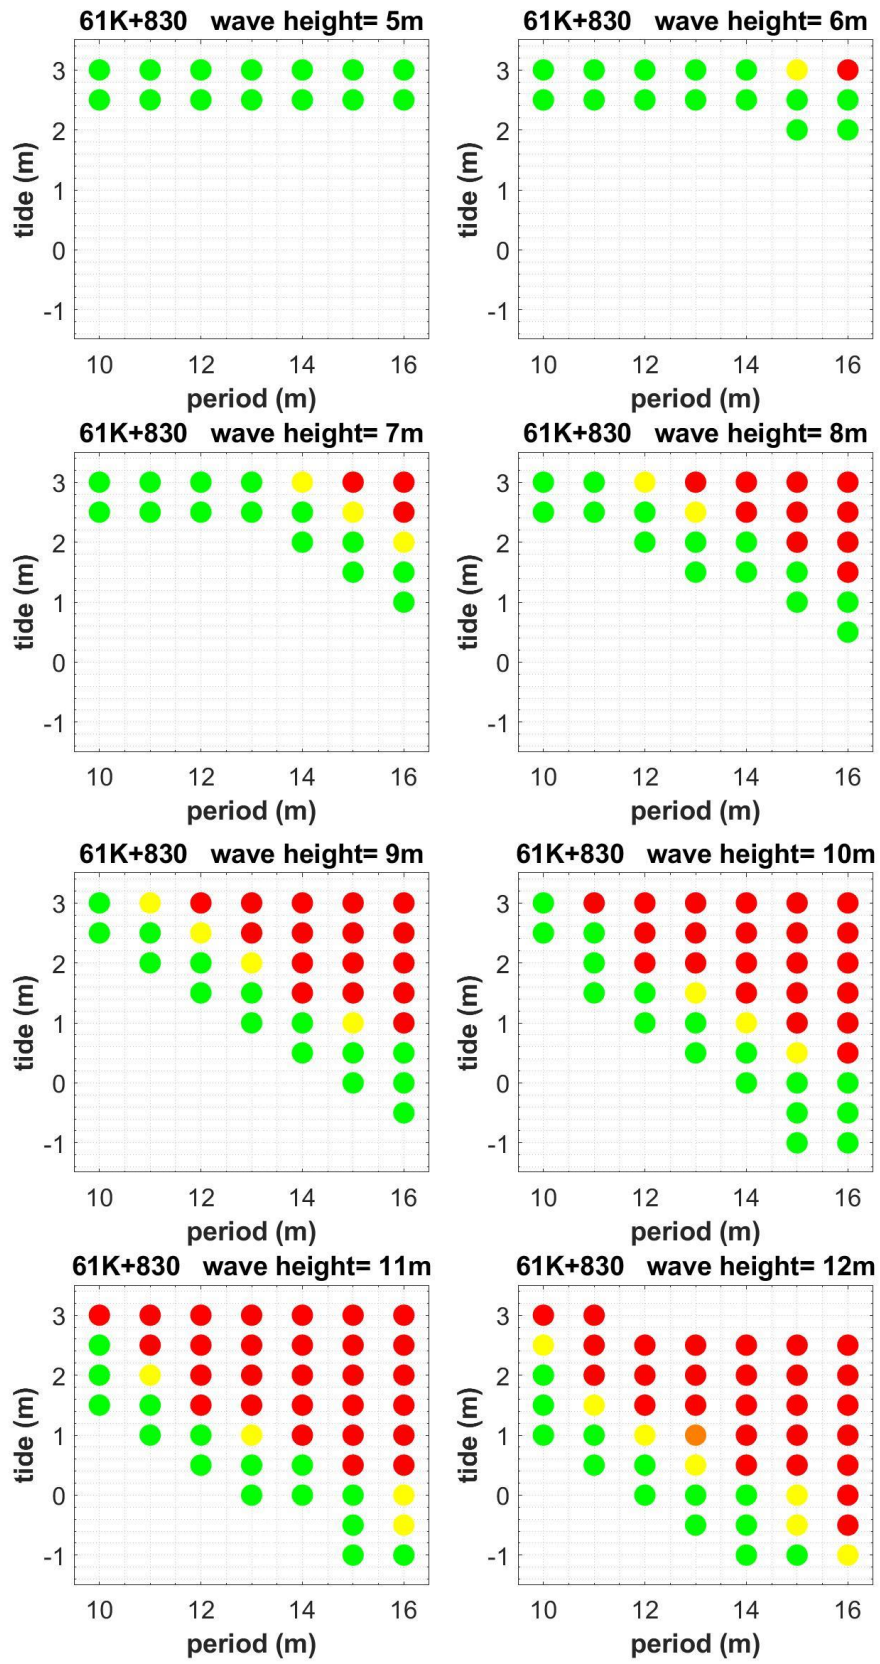 61K+830 wave height= 5m
3
2
1
0
-1
tide (m)
10 12 14 16
period (m)
61K+830 wave height= 6m
3
2
1
0
-1
tide (m)
10 12 14 16
period (m)
61K+830 wave height= 7m
3
2
1
0
-1
tide (m)
10 12 14 16
period (m)
61K+830 wave height= 8m
3
2
1
0
-1
tide (m)
10 12 14 16
period (m)
61K+830 wave height= 9m
3
2
1
0
-1
tide (m)
10 12 14 16
period (m)
61K+830 wave height= 10m
3
2
1
0
-1
tide (m)
10 12 14 16
period (m)
61K+830 wave height= 11m
3
2
1
0
-1
tide (m)
10 12 14 16
period (m)
61K+830 wave height= 12m
3
2
1
0
-1
tide (m)
10 12 14 16
period (m)